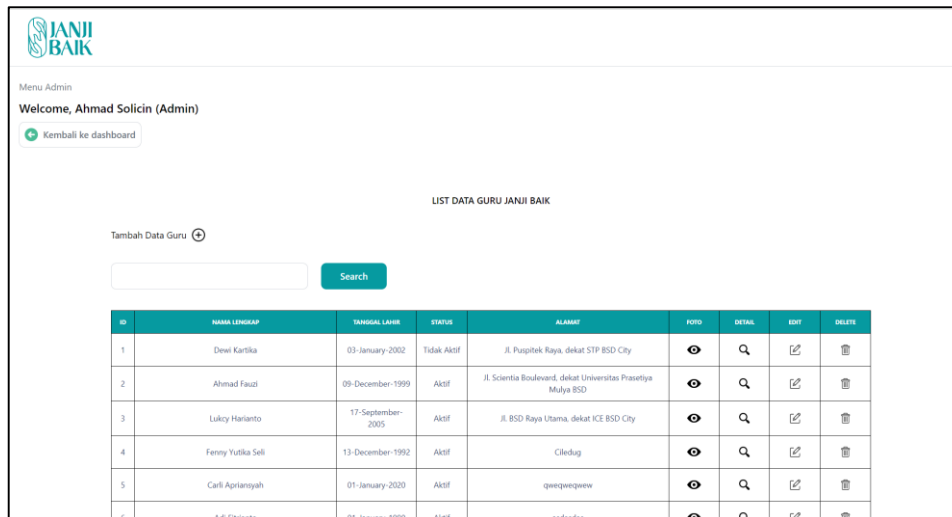 JANJI
BAIK
Menu Admin
Welcome, Ahmad Solicin (Admin)
Kembali ke dashboard
LIST DATA GURU JANJI BAIK
Tambah Data Guru
Search
ID NAMA LENGKAP TANGGAL LAHIR STATUS ALAMAT FOTO DETAIL EDIT DELETE
1 Dewi Kartika 03-January-2002 Tidak Aktif Jl. Puspitek Raya, dekat STP BSD City
2 Ahmad Fauzi 09-December-1999 Aktif Jl. Scientia Boulevard, dekat Universitas Prasetiya
Mulya BSD
3 Lukcy Harianto 17-September-
2005 Aktif Jl. BSD Raya Utama, dekat ICE BSD City
4 Fenny Yutika Seli 13-December-1992 Aktif Ciledug
5 Carli Apriansyah 01-January-2020 Aktif qweqweqwew